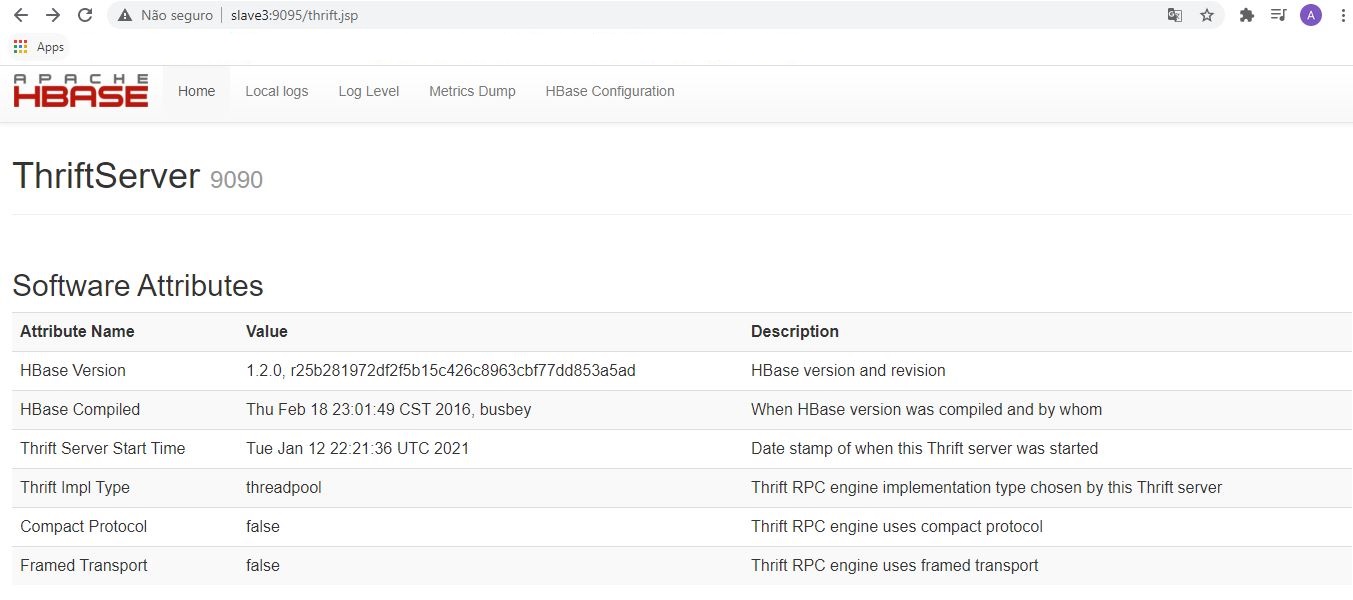 Não seguro slave3:9095/thrift.jsp A
Apps
APACHE
HBASE
Home Local logs Log Level Metrics Dump HBase Configuration
ThriftServer 9090
Software Attributes
Attribute Name Value Description
HBase Version 1.2.0, r25b281972df2f5b15c426c8963cbf77dd853a5ad HBase version and revision
HBase Compiled Thu Feb 18 23:01:49 CST 2016, busbey When HBase version was compiled and by whom
Thrift Server Start Time Tue Jan 12 22:21:36 UTC 2021 Date stamp of when this Thrift server was started
Thrift Impl Type threadpool Thrift RPC engine implementation type chosen by this Thrift server
Compact Protocol false Thrift RPC engine uses compact protocol
Framed Transport false Thrift RPC engine uses framed transport